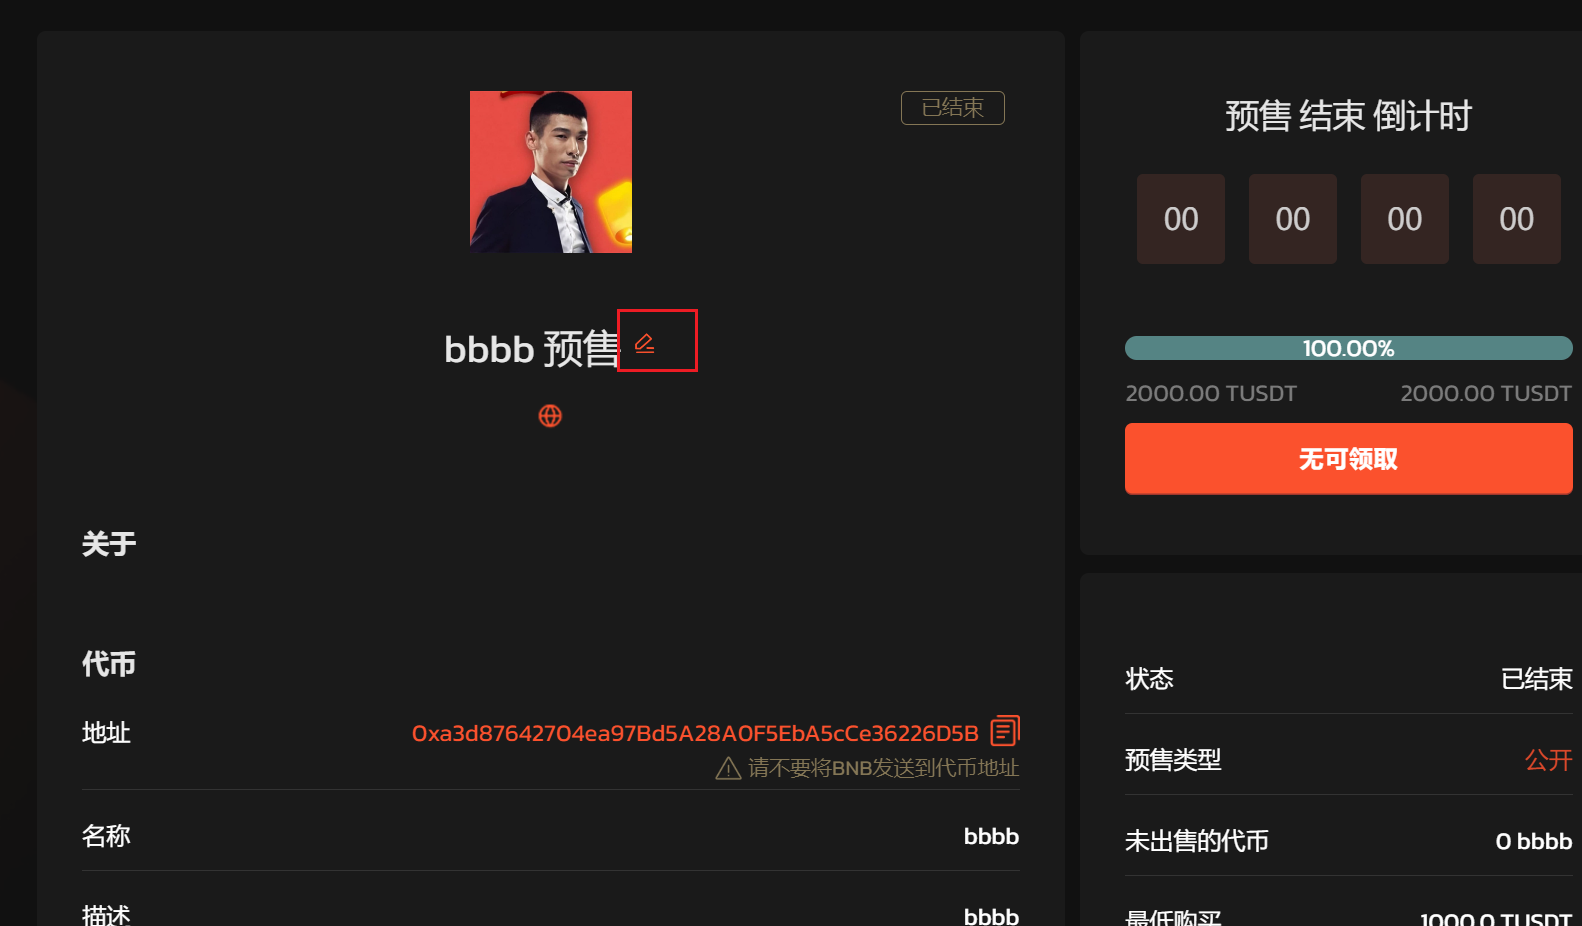 已结束
bbbb 预售
关于
代币
地址
0xa3d87642704ea97Bd5A28A0F5EbA5cCe36226D5B
请不要将BNB发送到代币地址
名称
bbbb
描述
bbbb
预售 结束 倒计时
00 00 00 00
100.00%
2000.00 TUSDT
2000.00 TUSDT
无可领取
状态
已结束
预售类型
公开
未出售的代币
0 bbbb
最低购买
1000.0 TUSDT